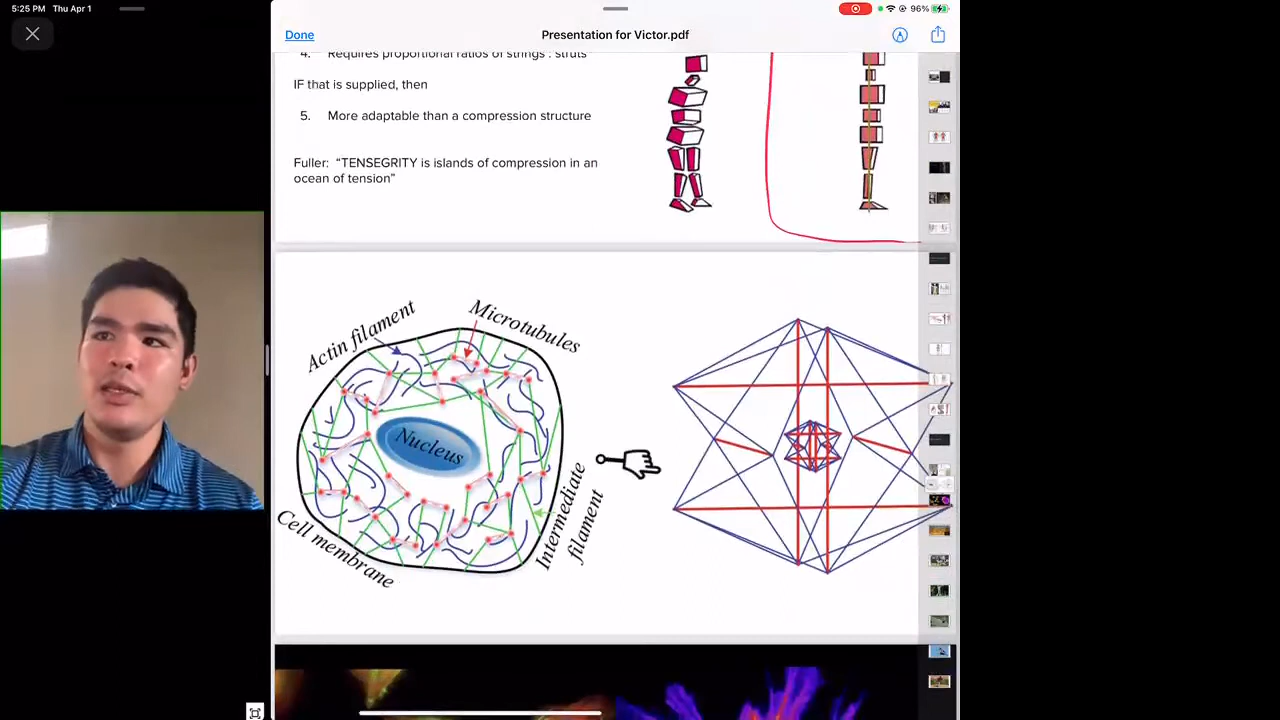 5:25 PM Thu Apr 1
96%
Done
Presentation for Victor.pdf
4. Requires proportional ratios of strings : struts
IF that is supplied, then
5. More adaptable than a compression structure
Fuller: “TENSEGRITY is islands of compression in an
ocean of tension”
Actin filament
Microtubules
Nucleus
Cell membrane
Intermediate
filament